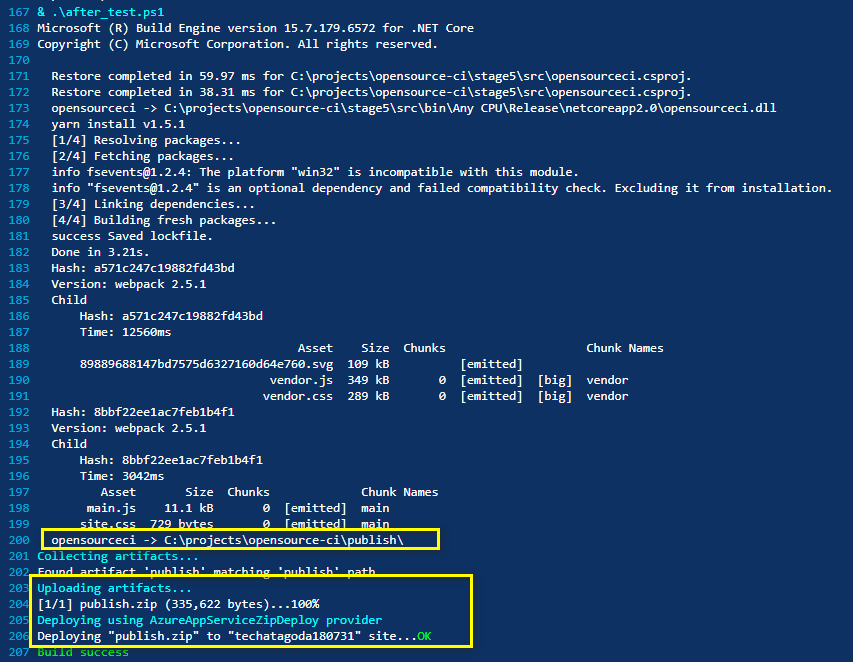 167 & .\after_test.ps1
168 Microsoft (R) Build Engine version 15.7.179.6572 for .NET Core
169 Copyright (C) Microsoft Corporation. All rights reserved.
170
171 Restore completed in 59.97 ms for C:\projects\opensource-ci\stage5\src\opensourceci.csproj.
172 Restore completed in 38.31 ms for C:\projects\opensource-ci\stage5\src\opensourceci.csproj.
173 opensourceci -> C:\projects\opensource-ci\stage5\src\bin\Any CPU\Release\netcoreapp2.0\opensourceci.dll
174 yarn install v1.5.1
175 [1/4] Resolving packages...
176 [2/4] Fetching packages...
177 info fsevents@1.2.4: The platform "win32" is incompatible with this module.
178 info "fsevents@1.2.4" is an optional dependency and failed compatibility check. Excluding it from installation.
179 [3/4] Linking dependencies...
180 [4/4] Building fresh packages...
181 success Saved lockfile.
182 Done in 3.21s.
183 Hash: a571c247c19882fd43bd
184 Version: webpack 2.5.1
185 Child
186 Hash: a571c247c19882fd43bd
187 Time: 12560ms
188 Asset Size Chunks Chunk Names
189 89889688147bd7575d6327160d64e760.svg 109 kB [emitted]
190 vendor.js 349 kB 0 [emitted] [big] vendor
191 vendor.css 289 kB 0 [emitted] [big] vendor
192 Hash: 8bbf22ee1ac7feb1b4f1
193 Version: webpack 2.5.1
194 Child
195 Hash: 8bbf22ee1ac7feb1b4f1
196 Time: 3042ms
197 Asset Size Chunks Chunk Names
198 main.js 11.1 kB 0 [emitted] main
199 site.css 729 bytes 0 [emitted] main
200 opensourceci -> C:\projects\opensource-ci\publish\
201 Collecting artifacts...
202 Found artifact 'publish' matching 'publish' path
203 Uploading artifacts...
204 [1/1] publish.zip (335,622 bytes)...100%
205 Deploying using AzureAppServiceZipDeploy provider
206 Deploying "publish.zip" to "techatagoda180731" site...OK
207 Build success